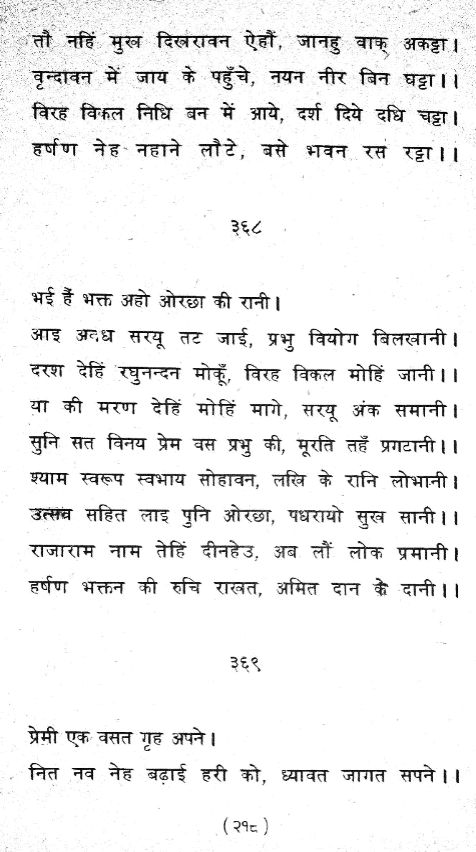 तौ नहिं मुख दिखरावन ऐहौं, जानहु वाक् अकट्टा।
वृन्दावन में जाय के पहुँचे, नयन नीर बिन घट्टा।।
विरह विकल निधि बन में आये, दर्श दिये दधि चट्टा।
हर्षण नेह नहाने लौटे, बसे भवन रस रट्टा।।
३६८
भई हैं भक्त अहो ओरछा की रानी।
आइ अवध सरयू तट जाई, प्रभु वियोग बिलखानी।
दरश देहिं रघुनन्दन मोकूँ, विरह विकल मोहिं जानी।।
या की मरण देहिं मोहिं मागे, सरयू अंक समानी।
सुनि सत विनय प्रेम वस प्रभु की, मूरति तहँ प्रगटानी।।
श्याम स्वरूप स्वभाय सोहावन, लखि के रानि लोभानी।
उत्सव सहित लाइ पुनि ओरछा, पधरायो सुख सानी।।
राजाराम नाम तेहिं दीनहेउ, अब लौं लोक प्रमानी।
हर्षण भक्तन की रुचि राखत, अमित दान के दानी।।
३६९
प्रेमी एक वसत गृह अपने।
नित नव नेह बढ़ाई हरी को, ध्यावत जागत सपने।।
(२१८)